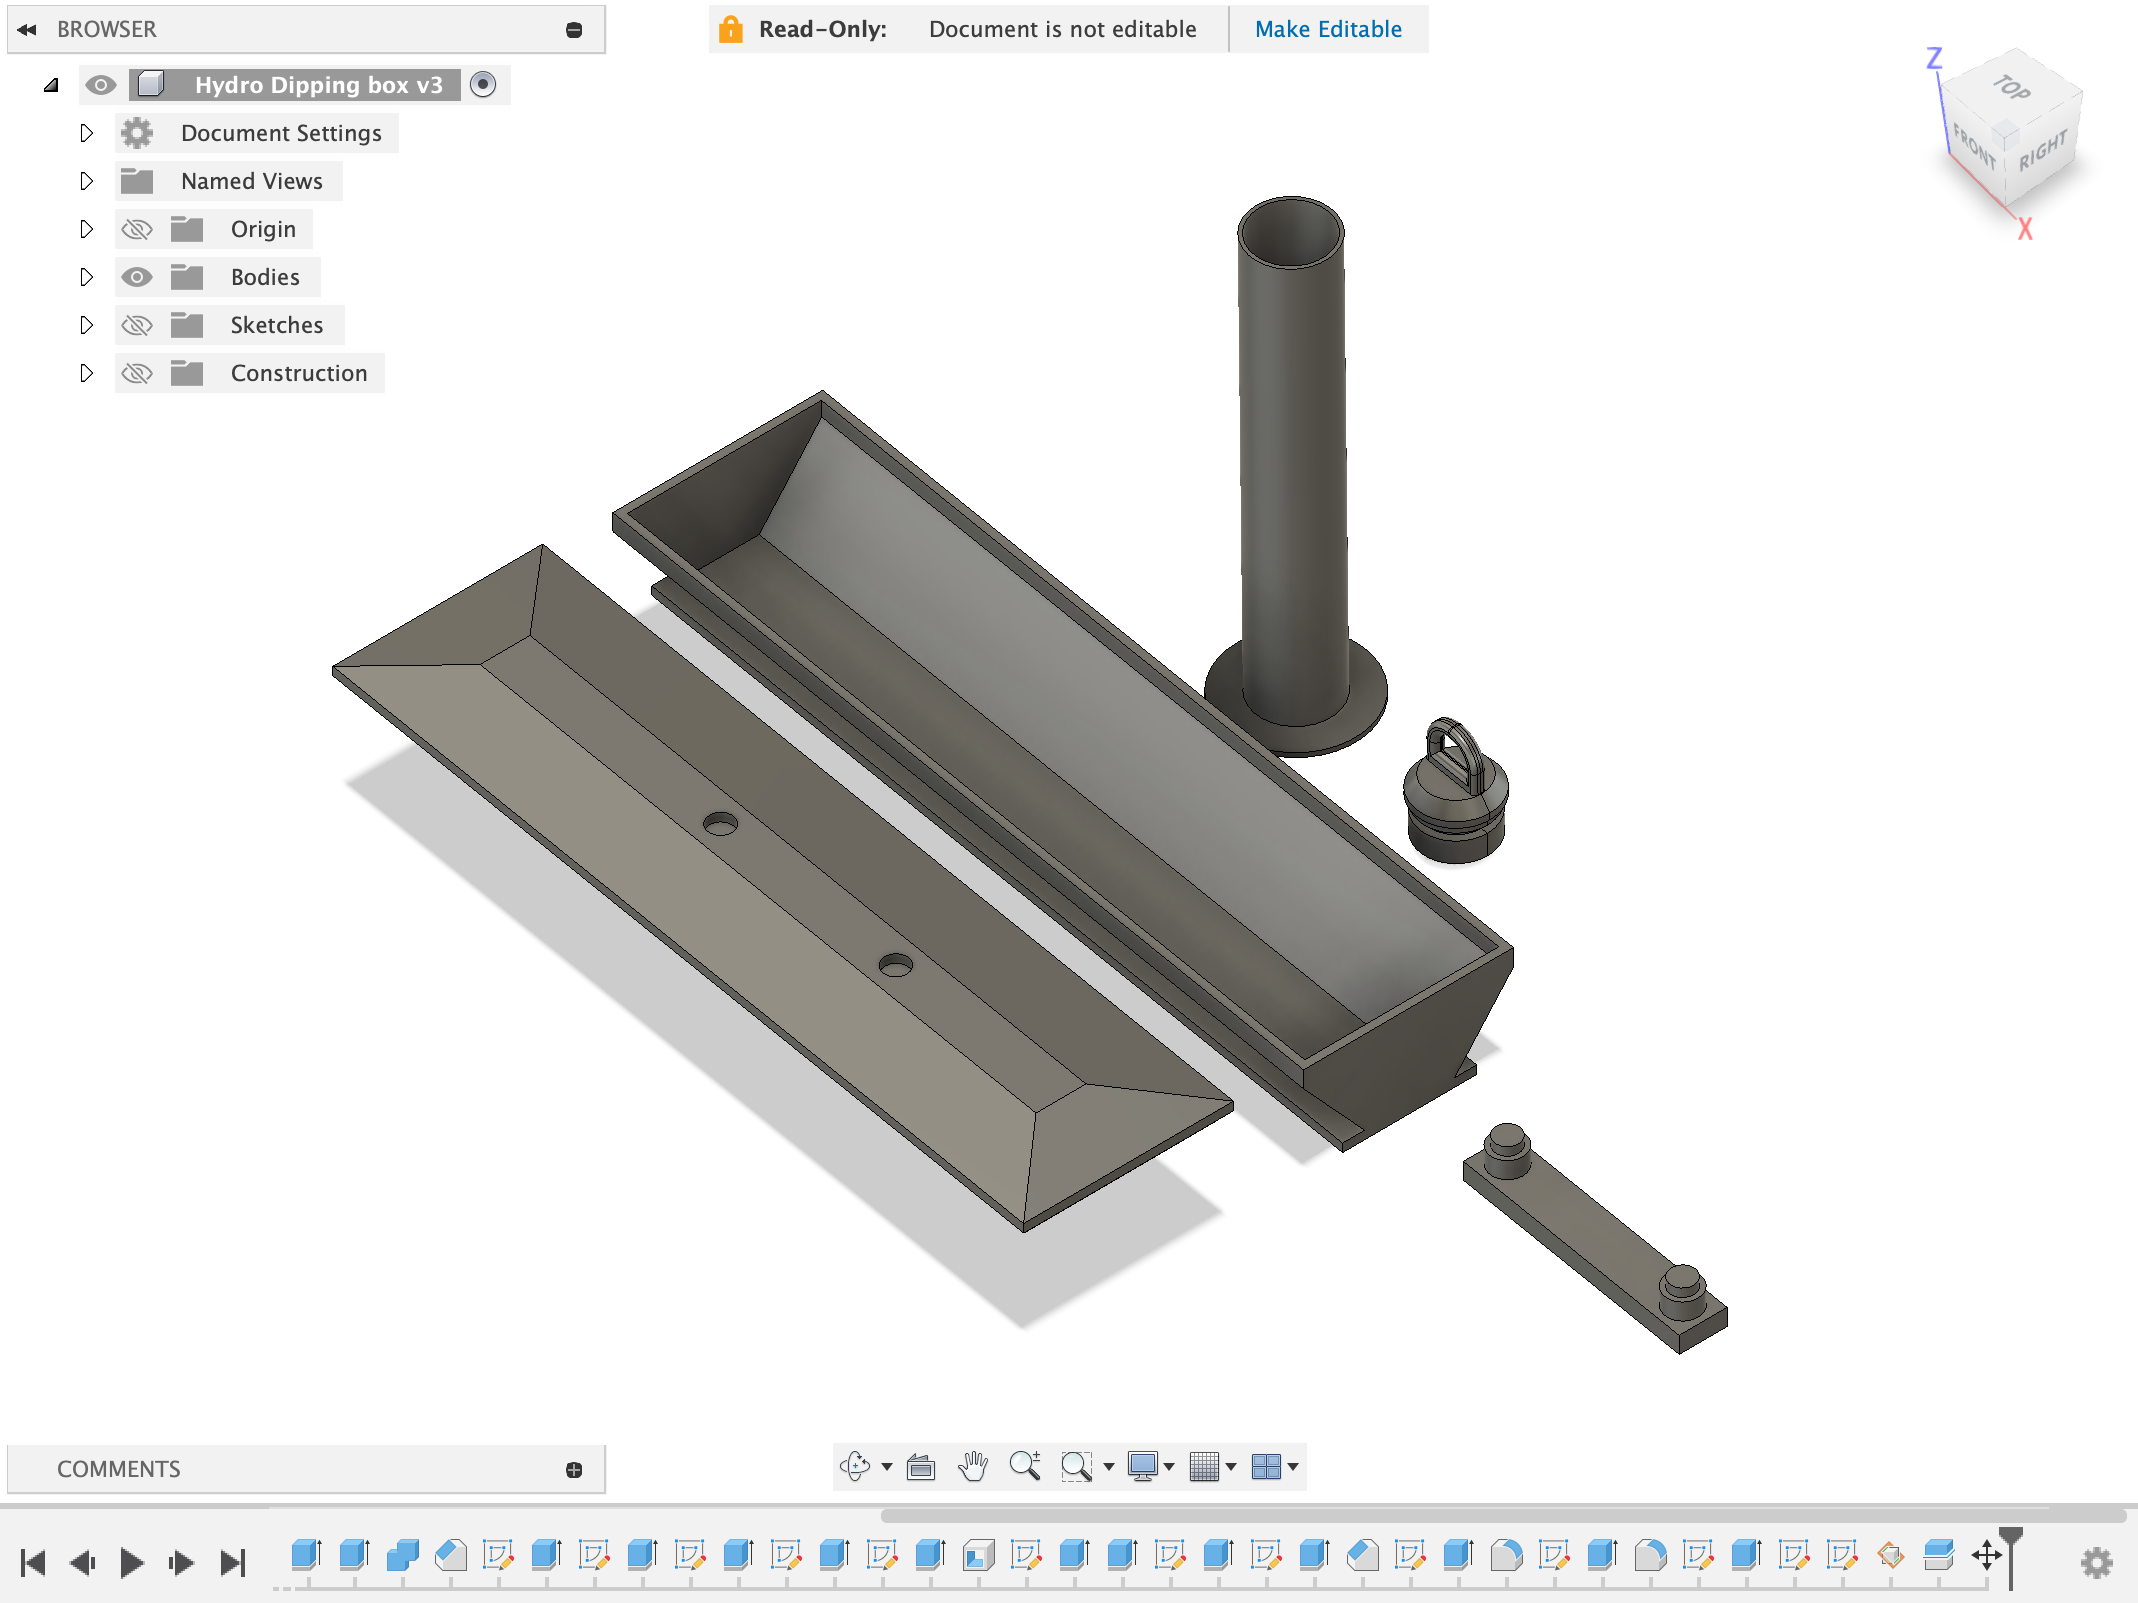 BROWSER
Read-Only: Document is not editable Make Editable
Hydro Dipping box v3
Document Settings
Named Views
Origin
Bodies
Sketches
Construction
Z
TOP
FRONT
RIGHT
X
COMMENTS